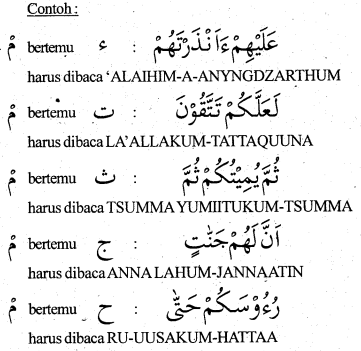 Contoh :
مْ bertemu ء : عَلَيْهِمْ ءَاَنْذَرْتَهُمْ
harus dibaca ‘ALAIHIM-A-ANYNGDZARTHUM
مْ bertemu ت : لَعَلَّكُمْ تَتَّقُوْنَ
harus dibaca LA’ALLAKUM-TATTAQUUNA
مْ bertemu ث : ثُمَّ يُمِيْتُكُمْ ثُمَّ
harus dibaca TSUMMA YUMIITUKUM-TSUMMA
مْ bertemu ج : اَنَّ لَهُمْ جَنّٰتٍ
harus dibaca ANNA LAHUM-JANNAATIN
مْ bertemu ح : رُءُوْسَكُمْ حَتّٰى
harus dibaca RU-UUSAKUM-HATTAA